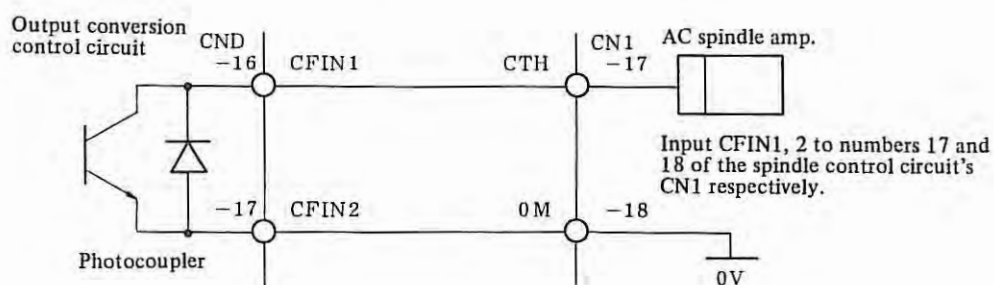 Output conversion
control circuit
CND
-16
CFIN1
CTH
CN1
-17
AC spindle amp.
Input CFIN1, 2 to numbers 17 and
18 of the spindle control circuit's
CN1 respectively.
-17
CFIN2
0M
-18
Photocoupler
0V